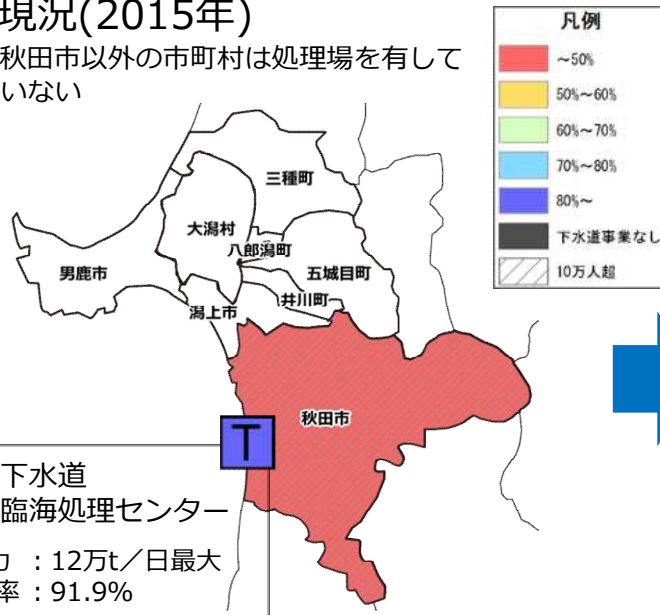 現況(2015年)
秋田市以外の市町村は処理場を有して
いない
凡例
～50%
50%～60%
60%～70%
70%～80%
80%～
下水道事業なし
10万人超
三種町
大潟村
八郎潟町
男鹿市
五城目町
井川町
潟上市
秋田市
T
下水道
臨海処理センター
力 ：12万t／日最大
率 ：91.9%